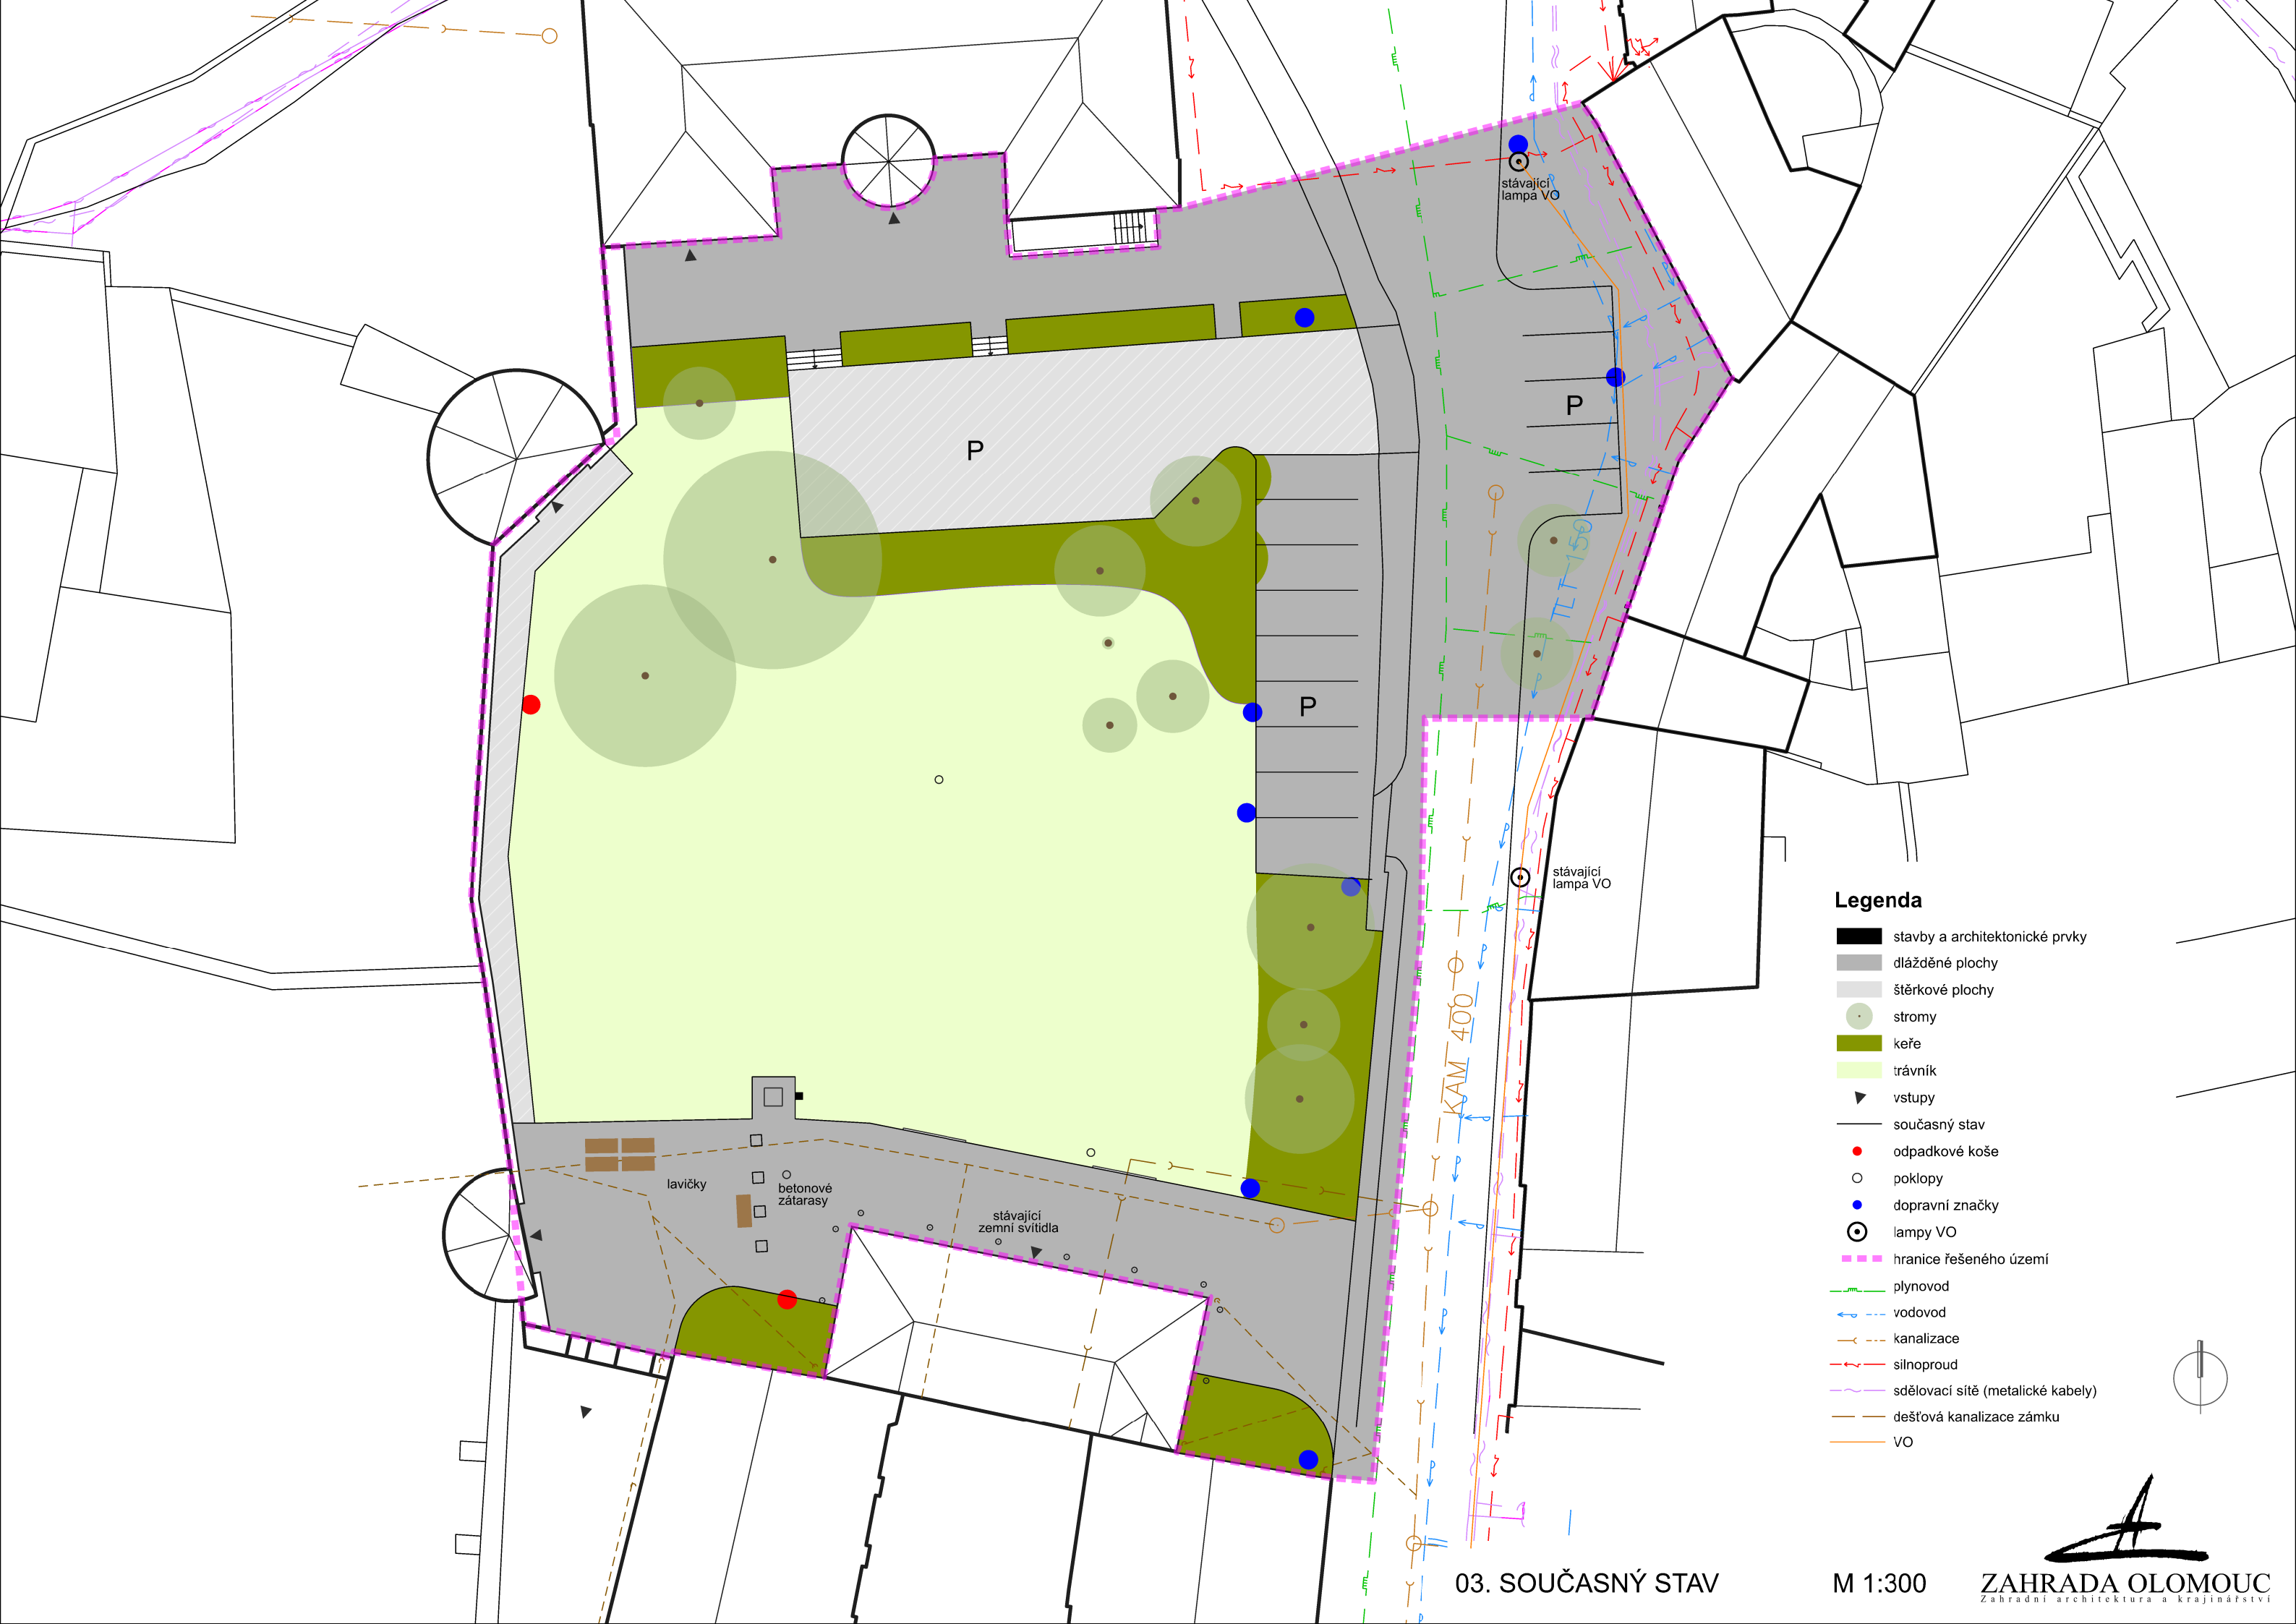 stávající
lampa VO
P
P
TLT 150
P
stávající
lampa VO
KAM 400
lavičky
betonové
zátarasy
stávající
zemní svítidla
Legenda
stavby a architektonické prvky
dlážděné plochy
štěrkové plochy
stromy
keře
trávník
vstupy
současný stav
odpadkové koše
poklopy
dopravní značky
lampy VO
hranice řešeného území
plynovod
vodovod
kanalizace
silnoproud
sdělovací sítě (metalické kabely)
dešťová kanalizace zámku
VO
03. SOUČASNÝ STAV
M 1:300
ZAHRADA OLOMOUC
Zahradní architektura a krajinářství